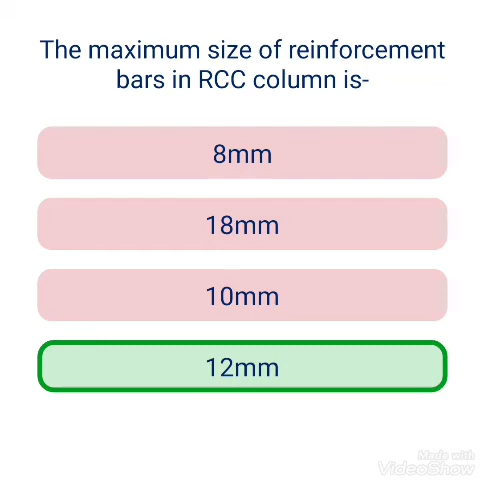 The maximum size of reinforcement
bars in RCC column is-
8mm
18mm
10mm
12mm
Made with
VideoShow